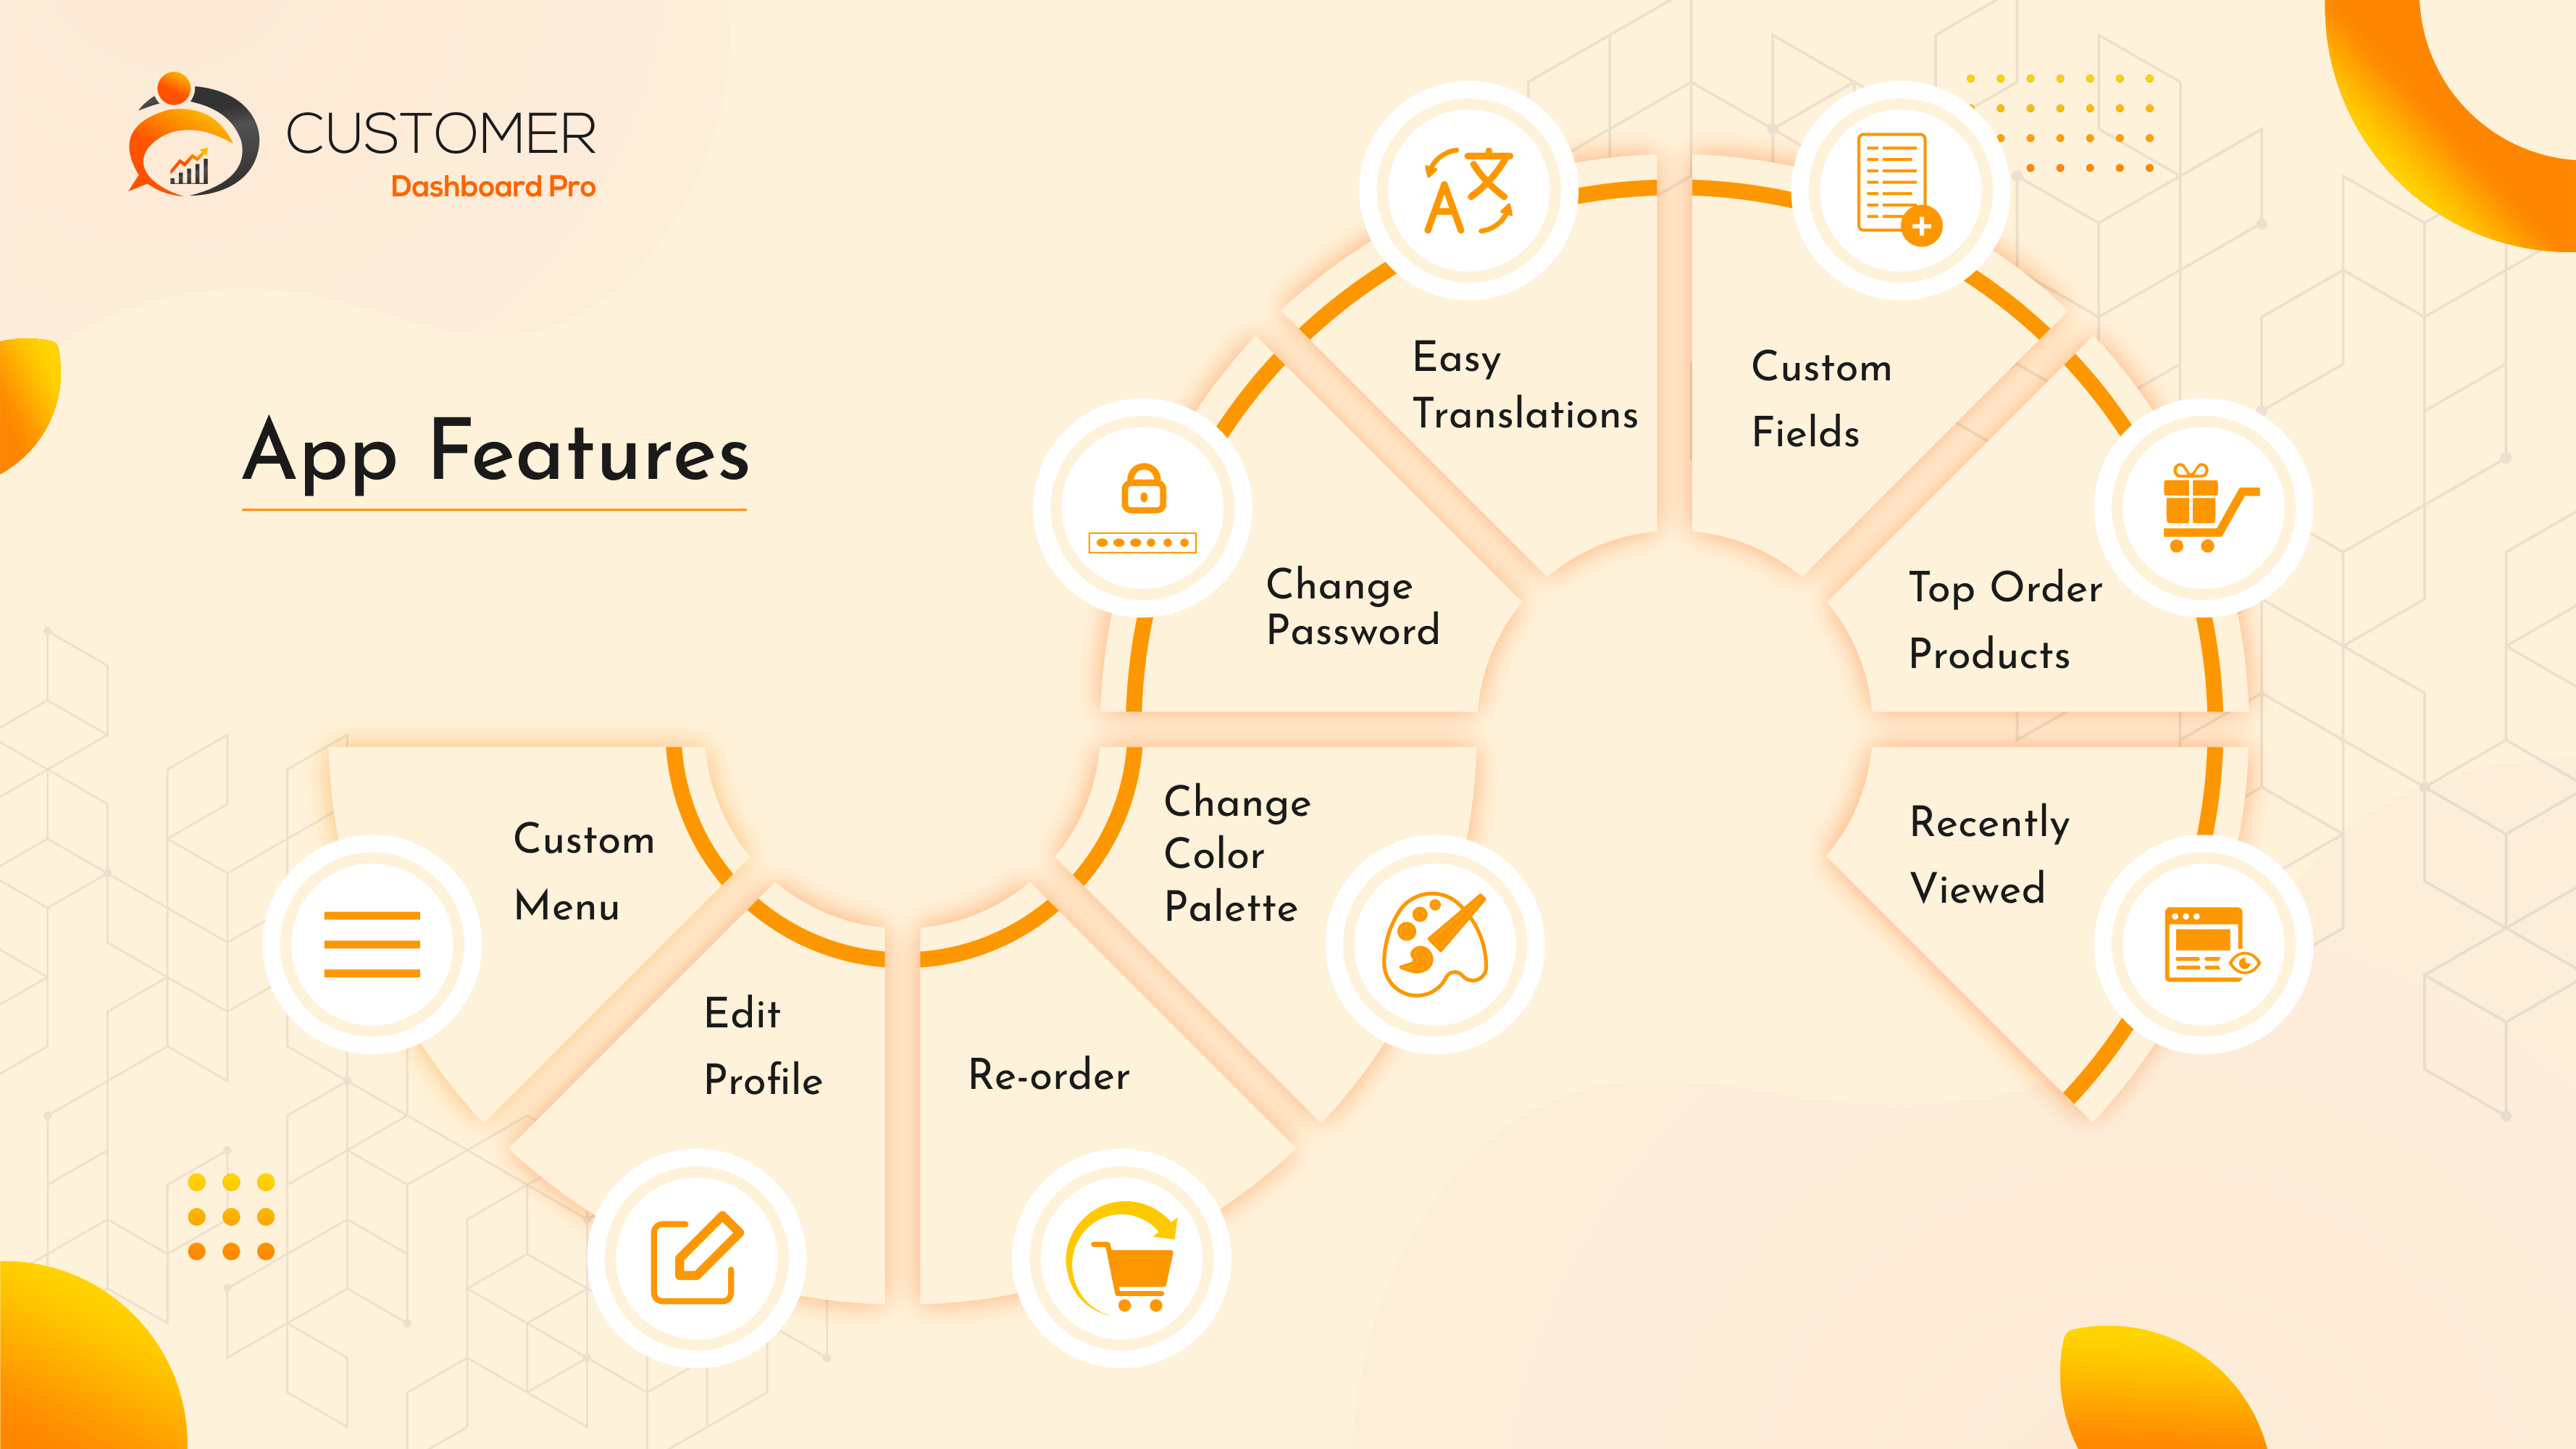 CUSTOMER
Dashboard Pro
App Features
Custom
Menu
Edit
Profile
Re-order
Change
Color
Palette
Change
Password
Easy
Translations
Custom
Fields
Top Order
Products
Recently
Viewed